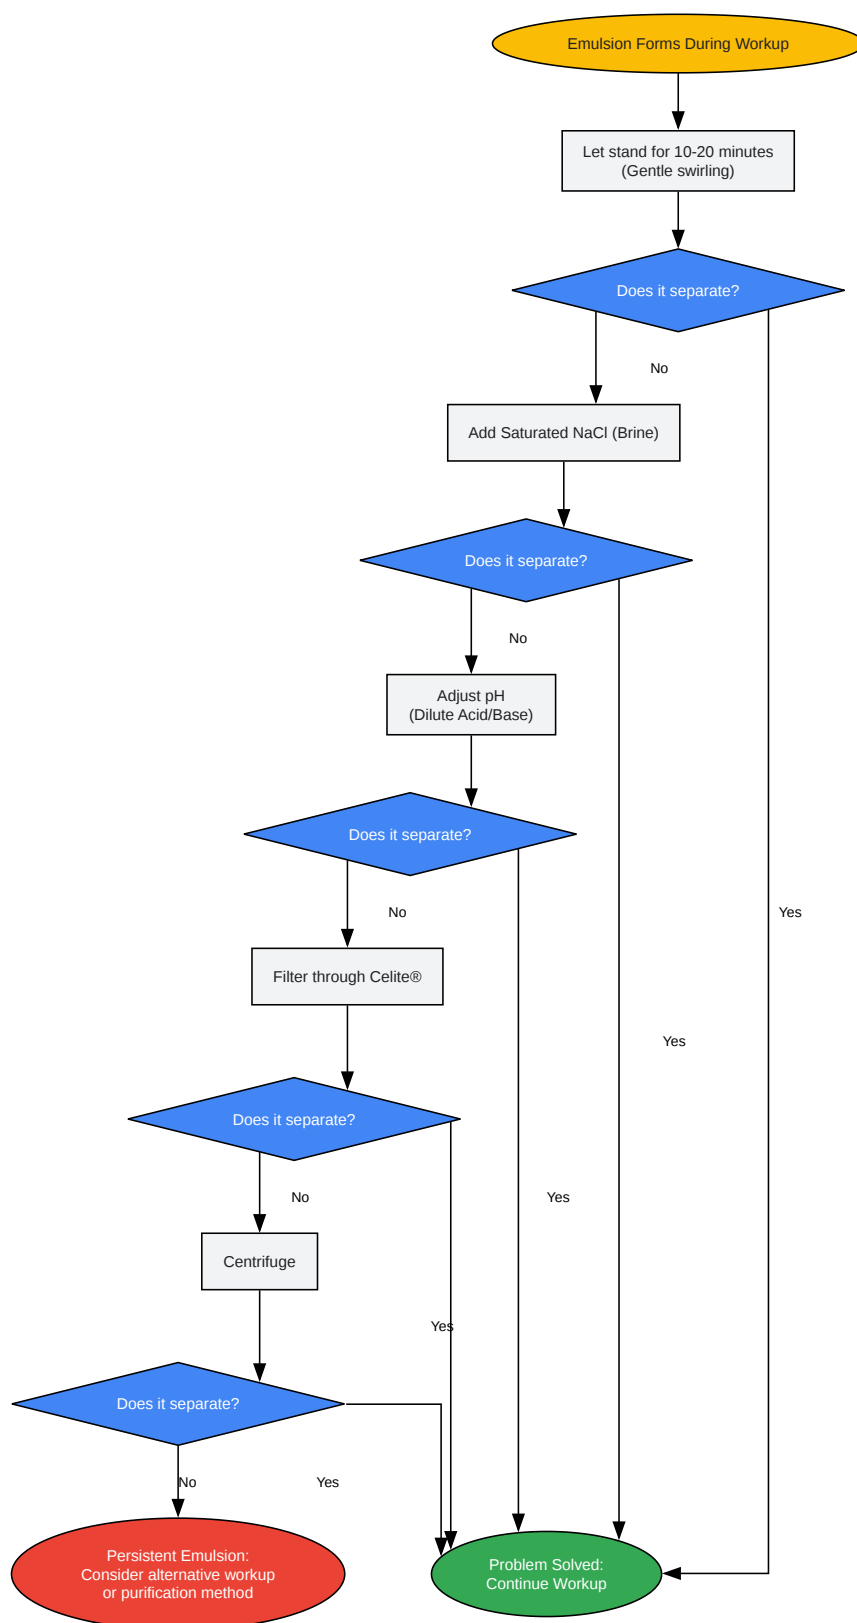 Emulsion Forms During Workup
Let stand for 10-20 minutes
(Gentle swirling)
Does it separate?
No
Add Saturated NaCl (Brine)
Does it separate?
No
Adjust pH
(Dilute Acid/Base)
Does it separate?
No
Yes
Filter through Celite®
Yes
Does it separate?
No
Yes
Centrifuge
Yes
Does it separate?
No
Yes
Persistent Emulsion:
Consider alternative workup
or purification method
Problem Solved:
Continue Workup